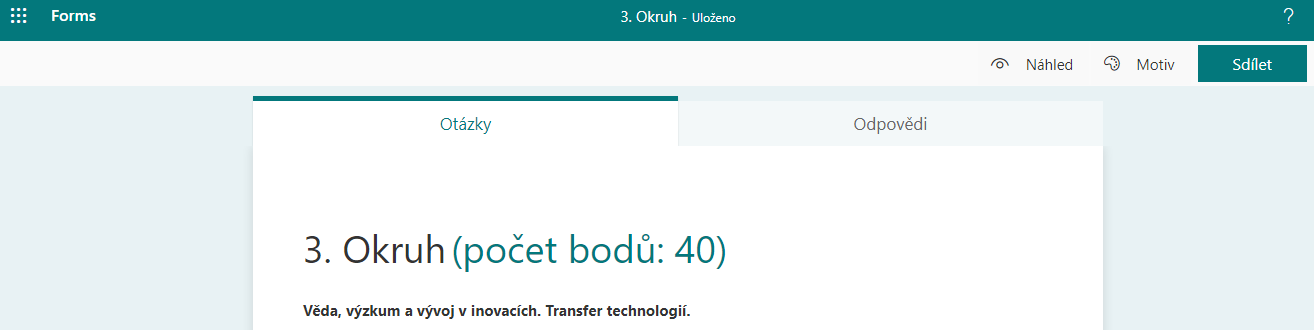 Forms
3. Okruh - Uloženo
?
Náhled
Motiv
Sdílet
Otázky
Odpovědi
3. Okruh (počet bodů: 40)
Věda, výzkum a vývoj v inovacích. Transfer technologií.